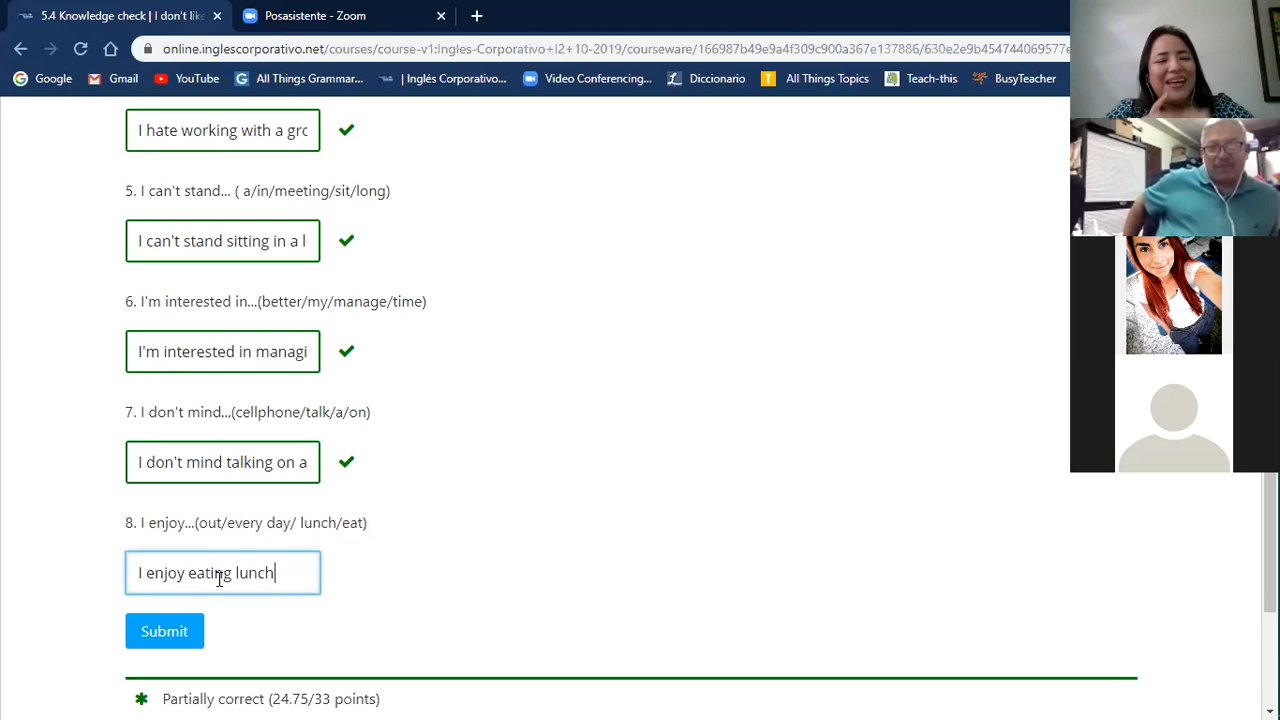 5.4 Knowledge check | I don't lik
Posasistente - Zoom
online.inglescorporativo.net/courses/course-v1:Ingles-Corporativo+I2+10-2019/courseware/166987b49e9a4f309c900a367e137886/630e2e9b454744069577e
Google
Gmail
YouTube
All Things Grammar...
| Inglés Corporativo...
Video Conferencing...
Diccionario
All Things Topics
Teach-this
BusyTeacher
I hate working with a gro
5. I can't stand... ( a/in/meeting/sit/long)
I can't stand sitting in a l
6. I'm interested in...(better/my/manage/time)
I'm interested in managi
7. I don't mind...(cellphone/talk/a/on)
I don't mind talking on a
8. I enjoy...(out/every day/ lunch/eat)
I enjoy eating lunch
Submit
Partially correct (24.75/33 points)